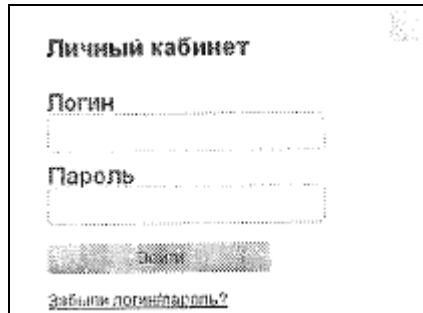 Личный кабинет
Логин
Пароль
Войти
Забыли логин/пароль?